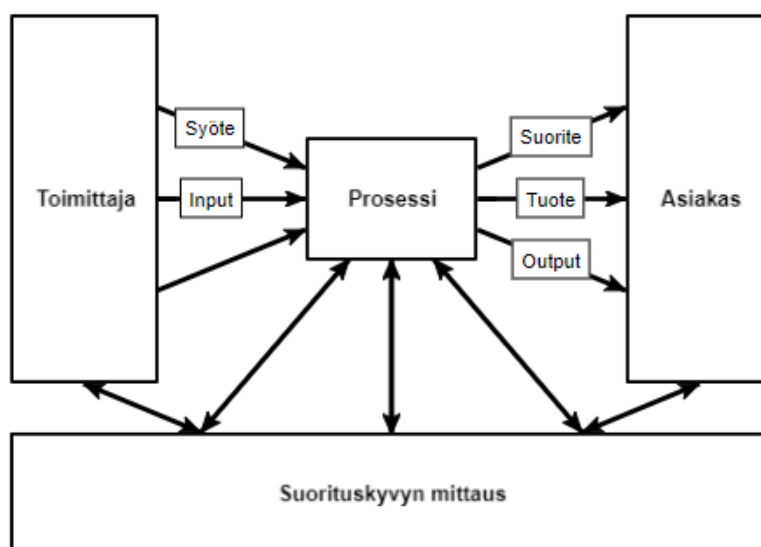 Syöte
Suorite
Toimittaja
Input
Prosessi
Tuote
Asiakas
Output
Suorituskyvyn mittaus